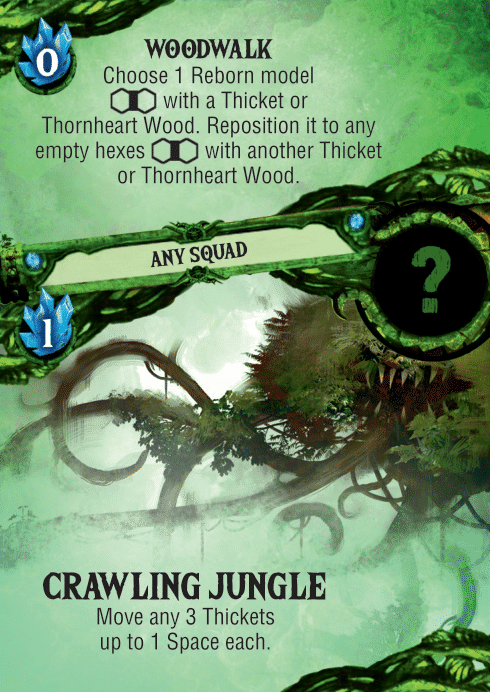 0
WOODWALK
Choose 1 Reborn model
with a Thicket or
Thornheart Wood. Reposition it to any
empty hexes with another Thicket
or Thornheart Wood.
ANY SQUAD
?
1
CRAWLING JUNGLE
Move any 3 Thickets
up to 1 Space each.